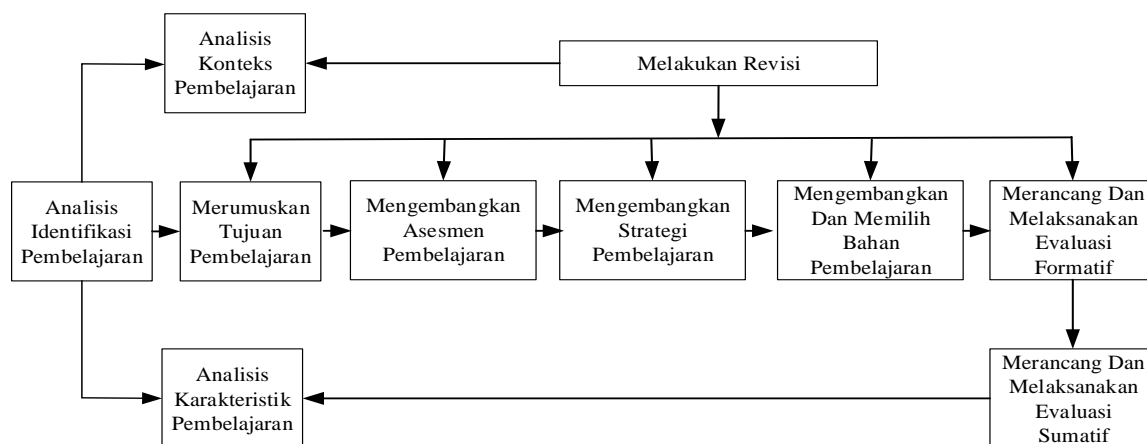 Analisis
Konteks
Pembelajaran
Melakukan Revisi
Analisis
Identifikasi
Pembelajaran
Merumuskan
Tujuan
Pembelajaran
Mengembangkan
Asesmen
Pembelajaran
Mengembangkan
Strategi
Pembelajaran
Mengembangkan
Dan Memilih
Bahan
Pembelajaran
Merancang Dan
Melaksanakan
Evaluasi
Formatif
Analisis
Karakteristik
Pembelajaran
Merancang Dan
Melaksanakan
Evaluasi
Sumatif